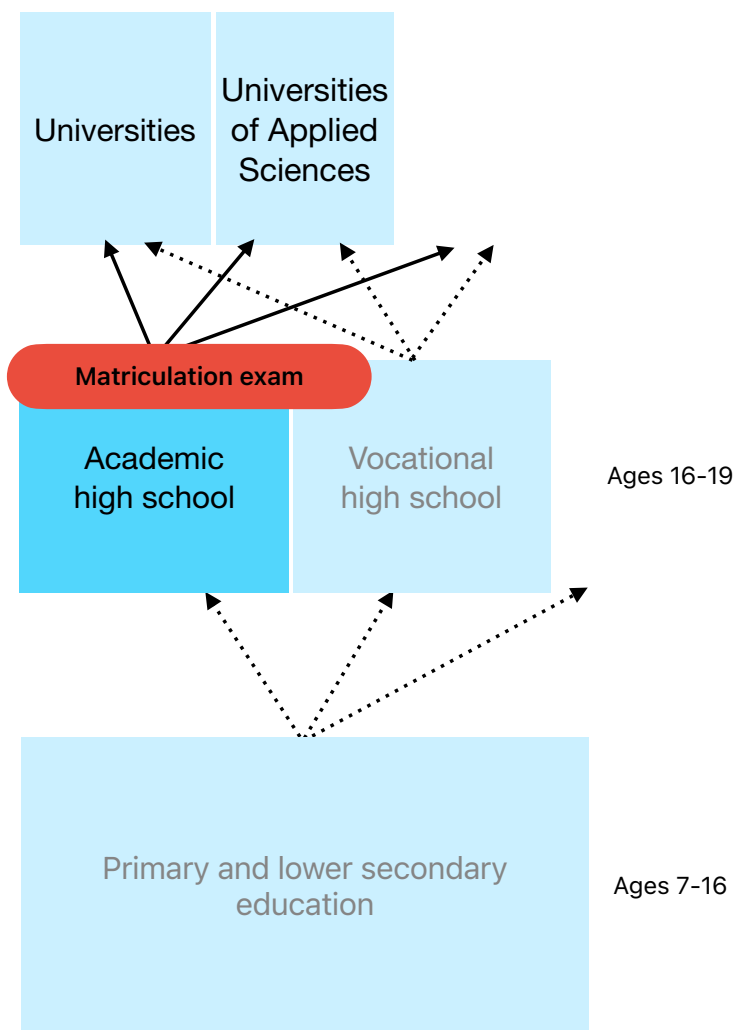 Universities
Universities
of Applied
Sciences
Matriculation exam
Academic
high school
Vocational
high school
Ages 16-19
Primary and lower secondary
education
Ages 7-16